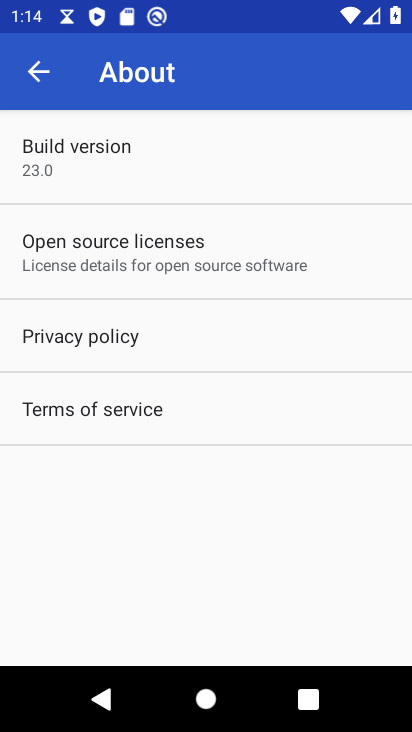 1:14
About
Build version
23.0
Open source licenses
License details for open source software
Privacy policy
Terms of service